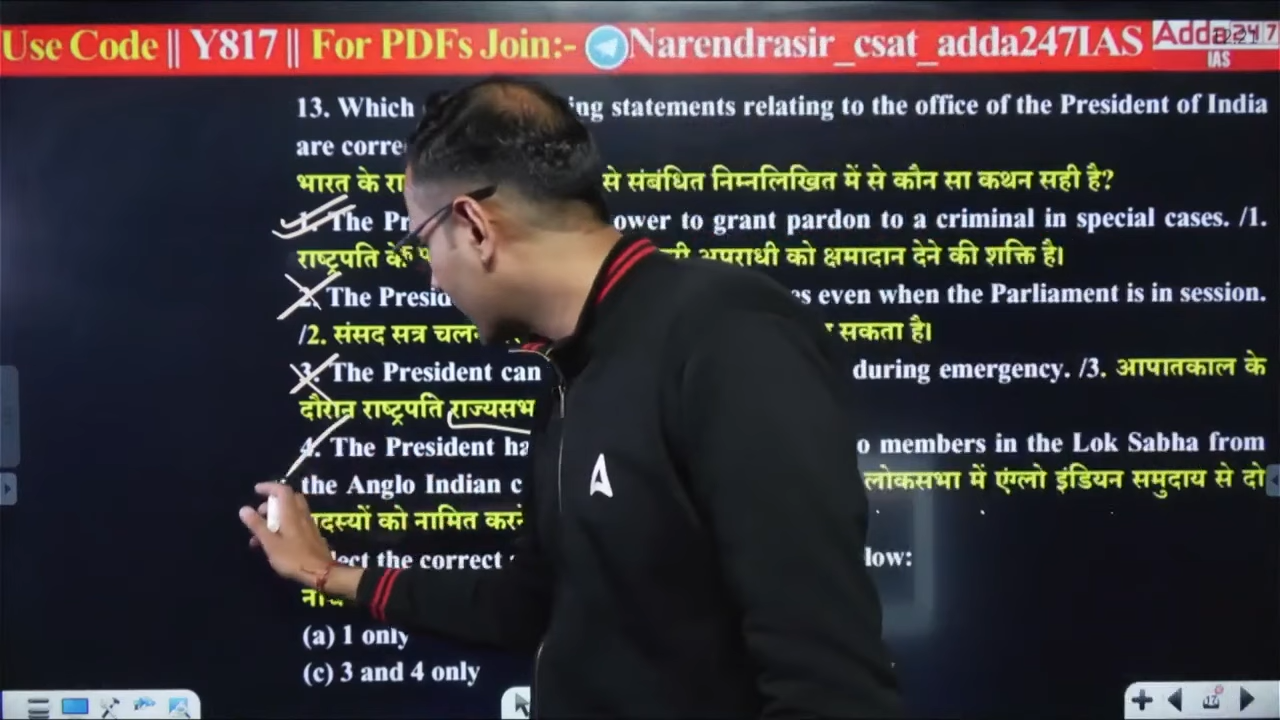 Use Code || Y817 || For PDFs Join:- Narendrasir_csat_adda247IAS Adda247
IAS
13. Which ing statements relating to the office of the President of India
are corre
भारत के रा से संबंधित निम्नलिखित में से कौन सा कथन सही है?
1. The Pr ower to grant pardon to a criminal in special cases. /1.
राष्ट्रपति के अपराधी को क्षमादान देने की शक्ति है।
2. The Presid es even when the Parliament is in session.
/2. संसद सत्र चल सकता है।
3. The President can during emergency. /3. आपातकाल के
दौरान राष्ट्रपति राज्यसभ
4. The President ha o members in the Lok Sabha from
the Anglo Indian c लोकसभा में एंग्लो इंडियन समुदाय से दो
दस्यों को नामित करने
lect the correct low:
(a) 1 only
(c) 3 and 4 only
17